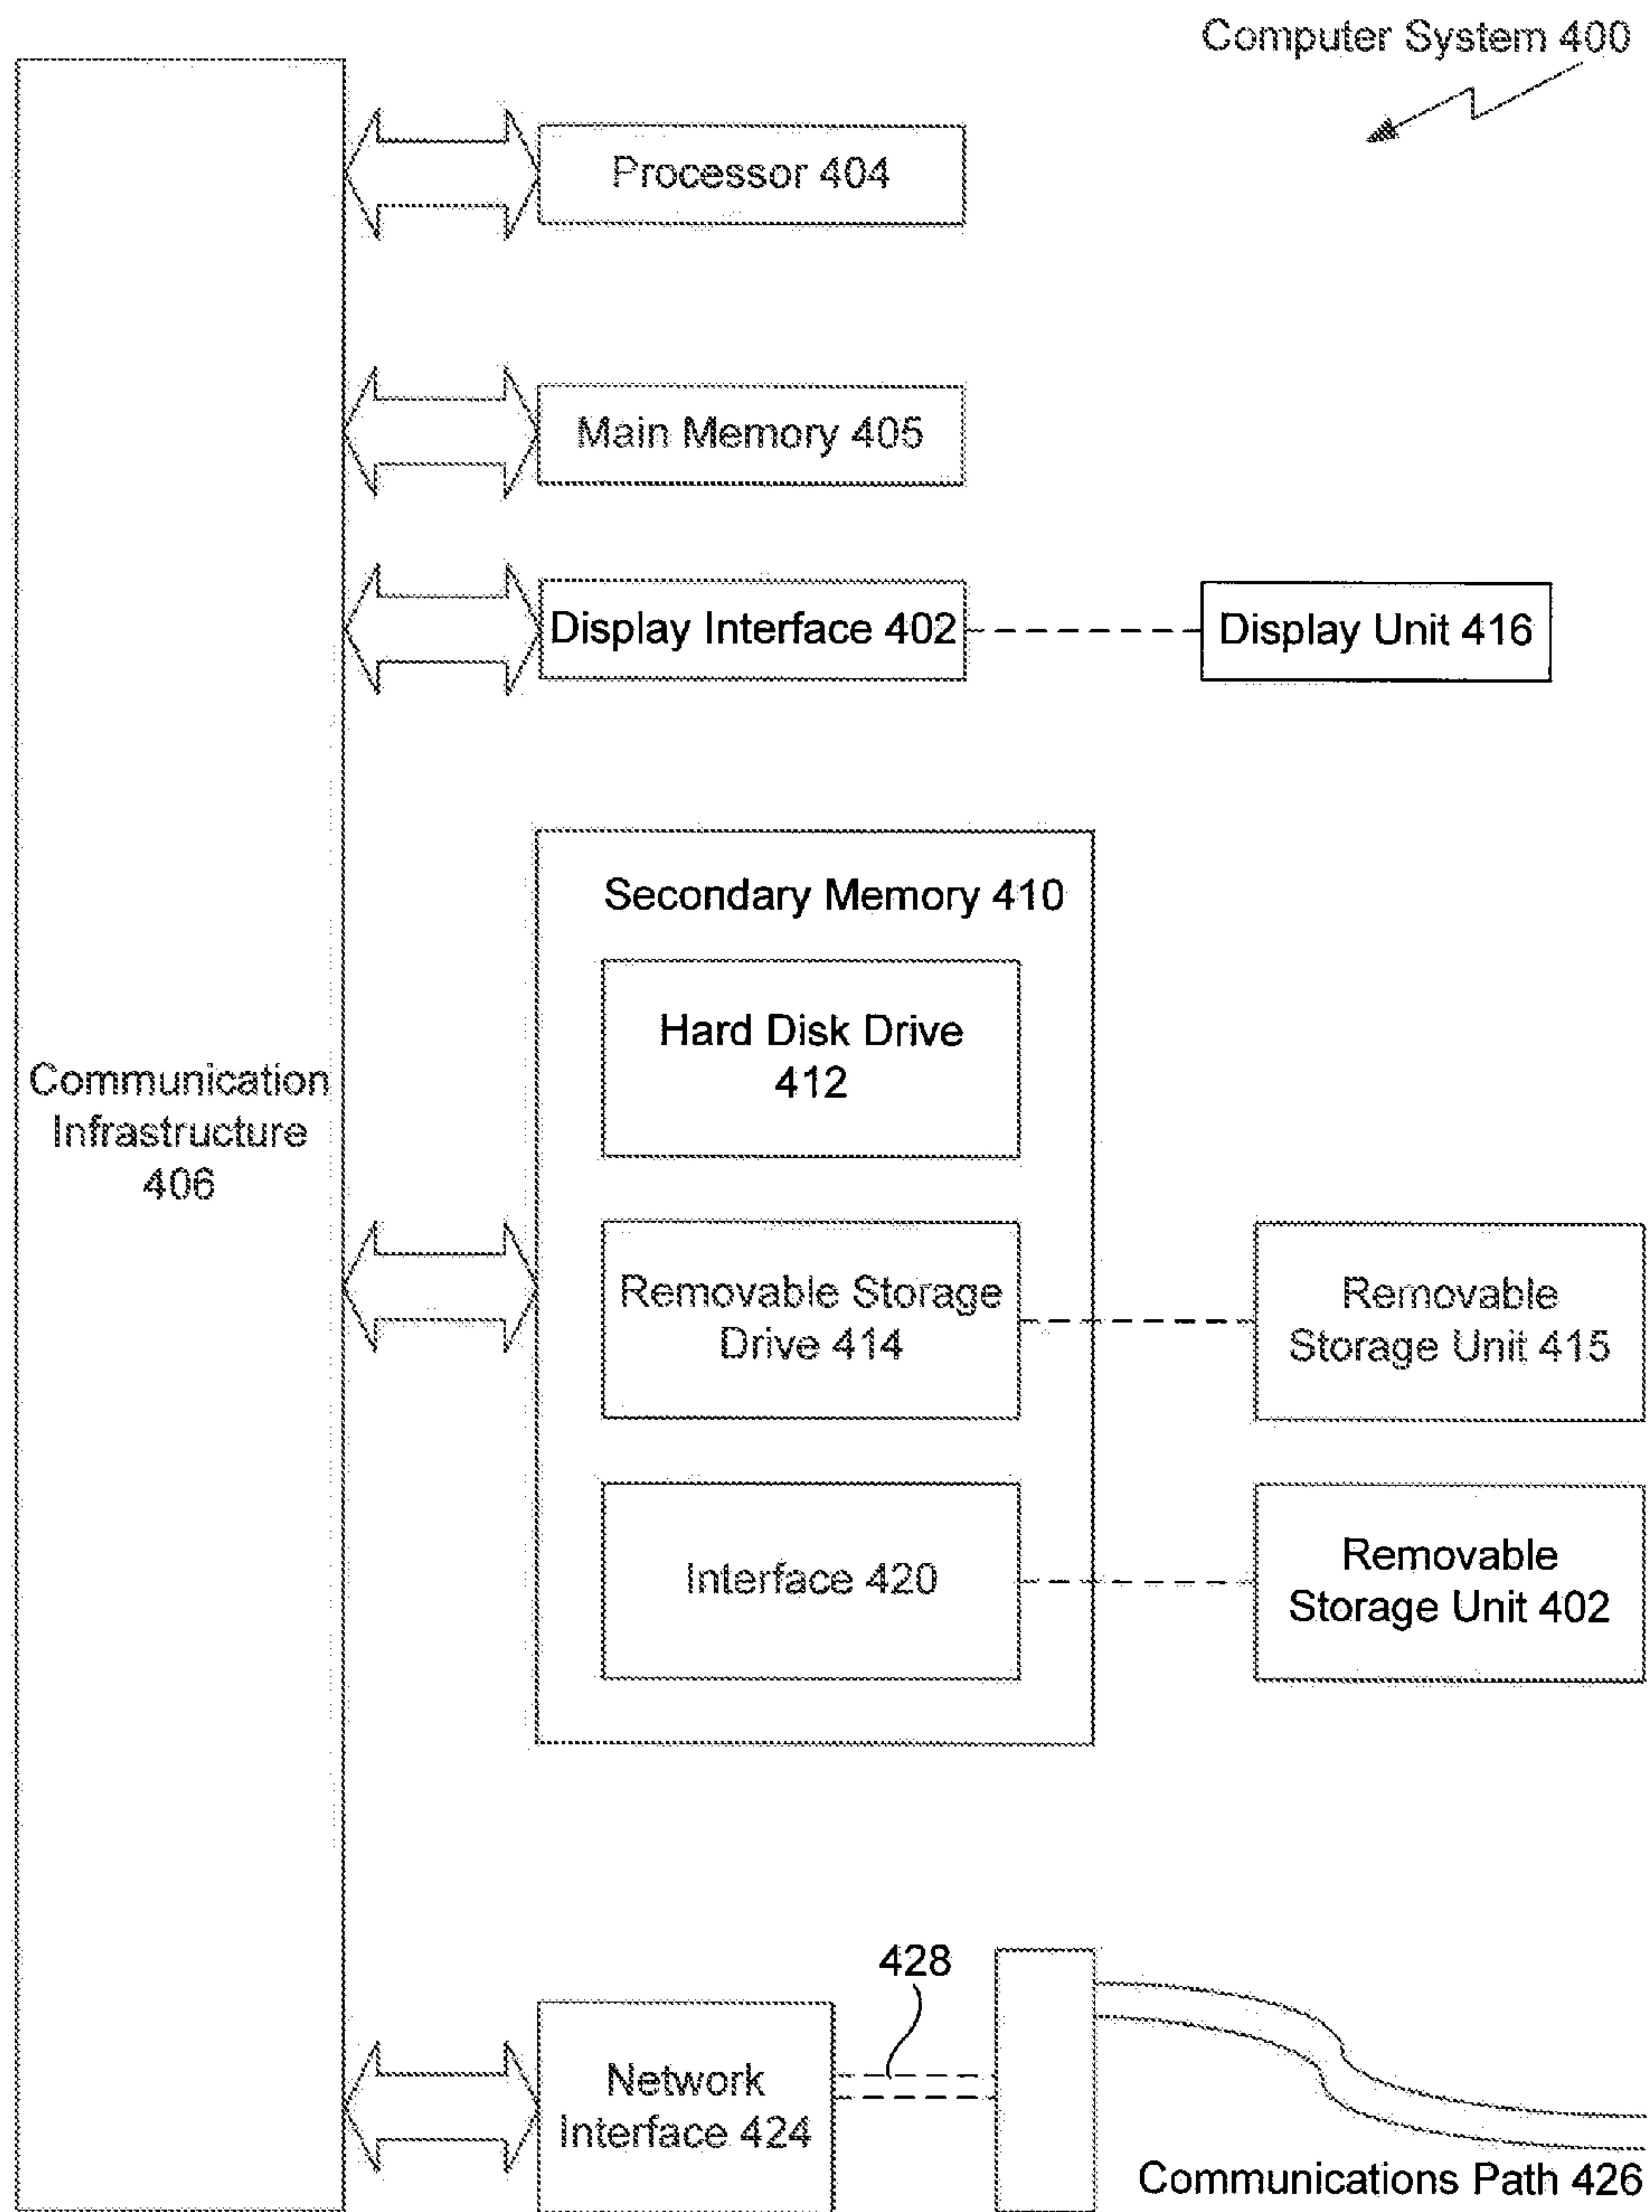 Computer System 400
Processor 404
Main Memory 405
Display Interface 402
Display Unit 416
Secondary Memory 410
Hard Disk Drive
412
Communication
Infrastructure
406
Removable Storage
Drive 414
Removable
Storage Unit 415
Interface 420
Removable
Storage Unit 402
428
Network
Interface 424
Communications Path 426